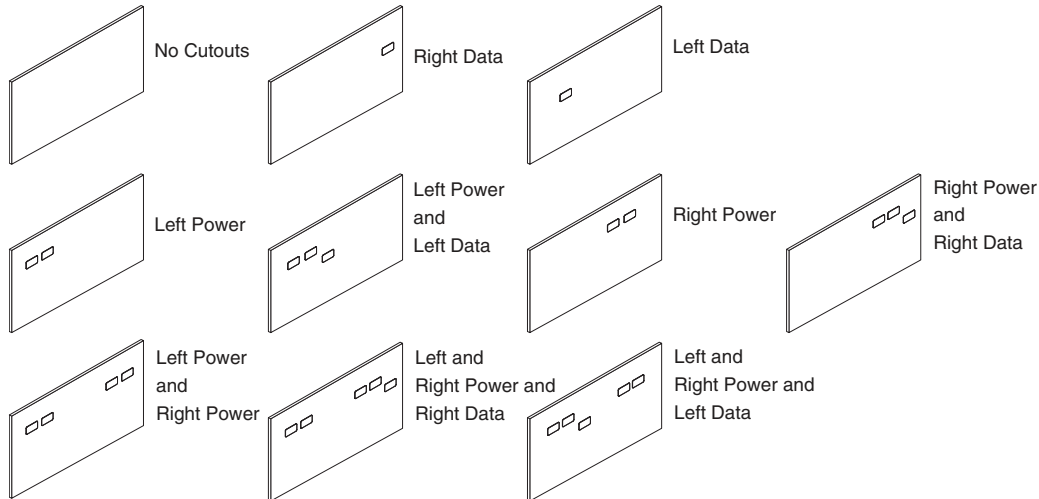 No Cutouts
Right Data
Left Data
Left Power
Left Power
and
Left Data
Right Power
Right Power
and
Right Data
Left Power
and
Right Power
Left and
Right Power and
Right Data
Left and
Right Power and
Left Data